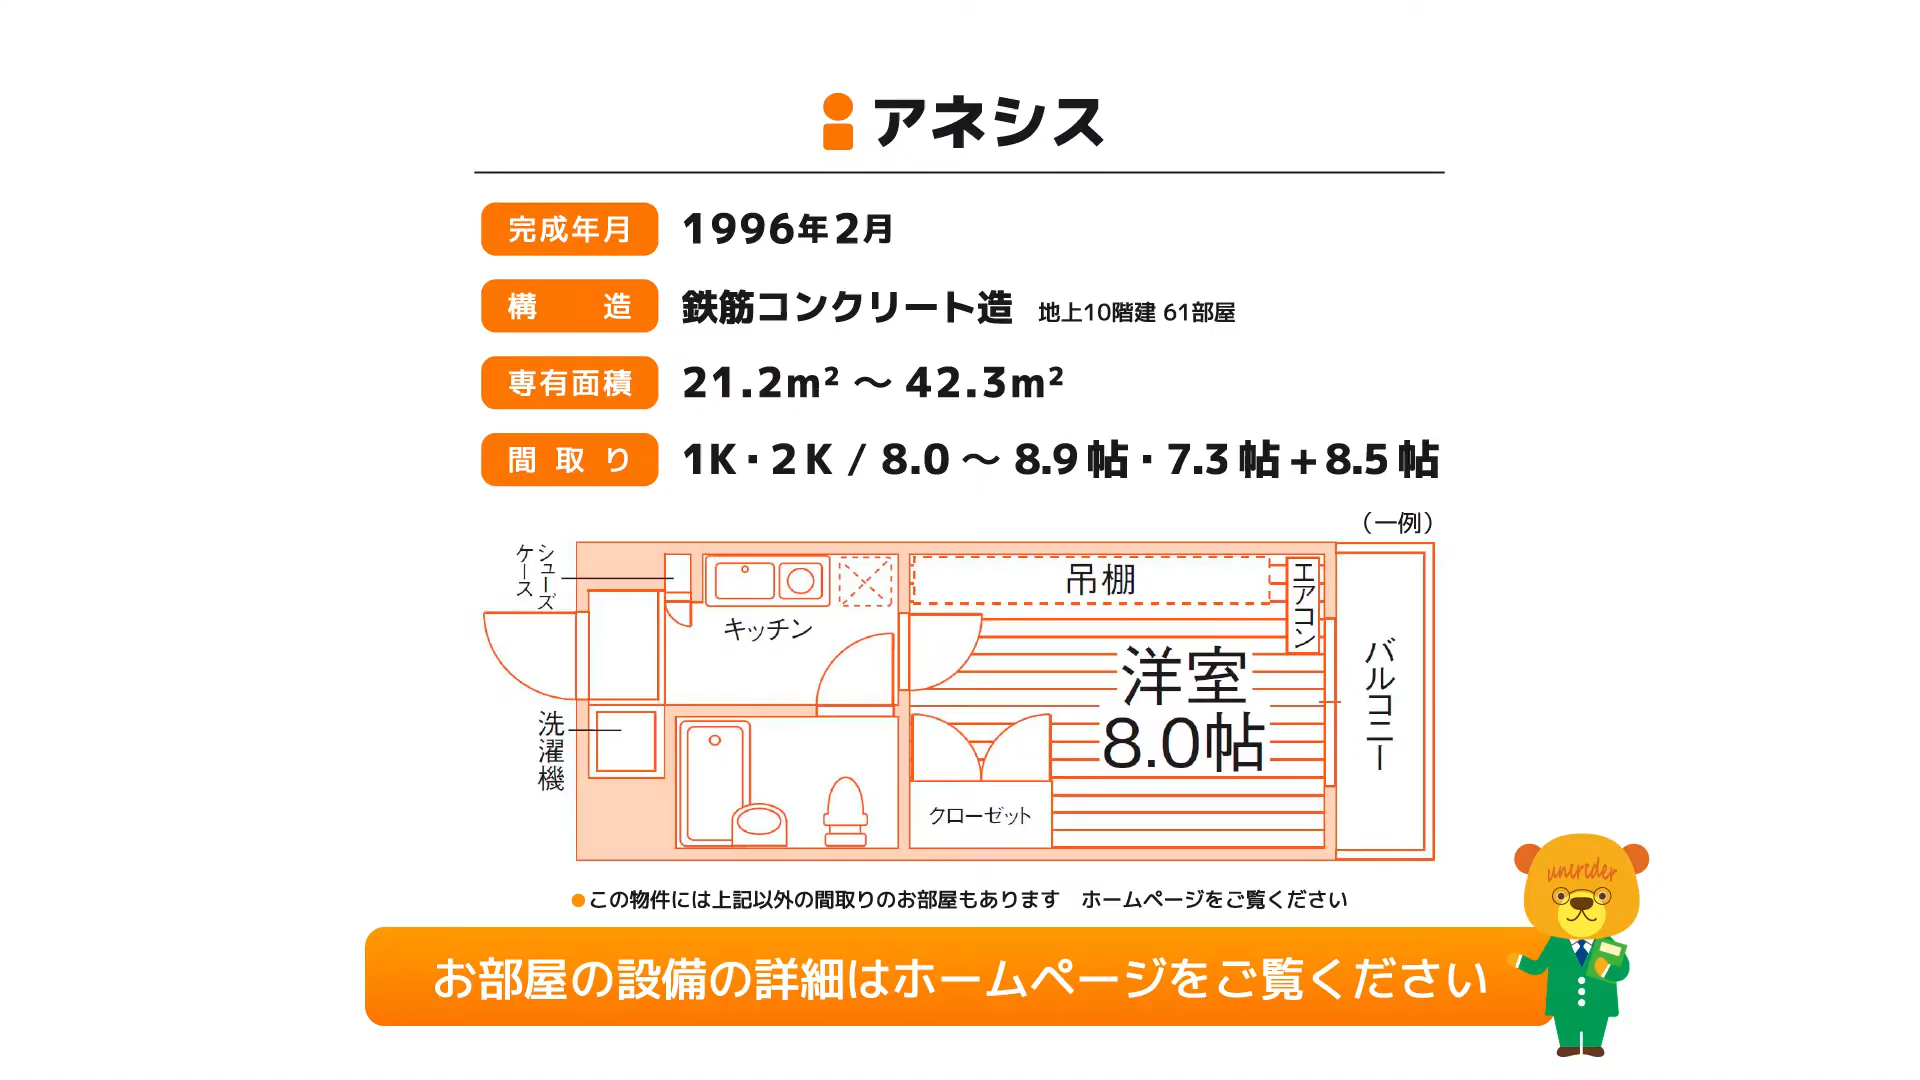 アネシス
完成年月 1996年2月
構造 鉄筋コンクリート造 地上10階建 61部屋
専有面積 21.2m² ～ 42.3m²
間取り 1K・2K / 8.0 ～ 8.9帖・7.3帖+8.5帖
（一例）
シューズケース
キッチン
吊棚
エアコン
洋室
8.0帖
バルコニー
洗濯機
クローゼット
●この物件には上記以外の間取りのお部屋もあります　ホームページをご覧ください
お部屋の設備の詳細はホームページをご覧ください